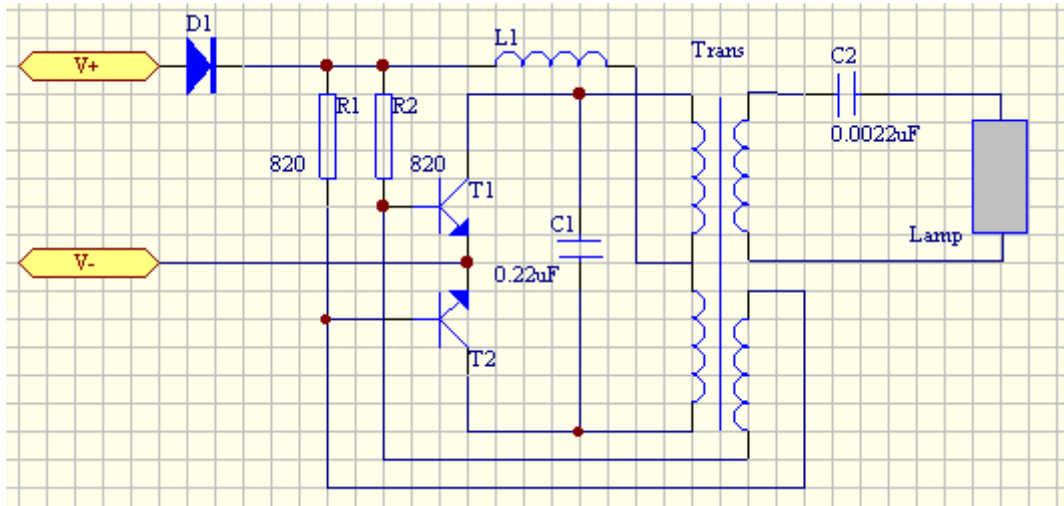 D1
V+
L1
Trans
C2
R1
R2
0.0022uF
820
820
T1
C1
Lamp
V-
0.22uF
T2